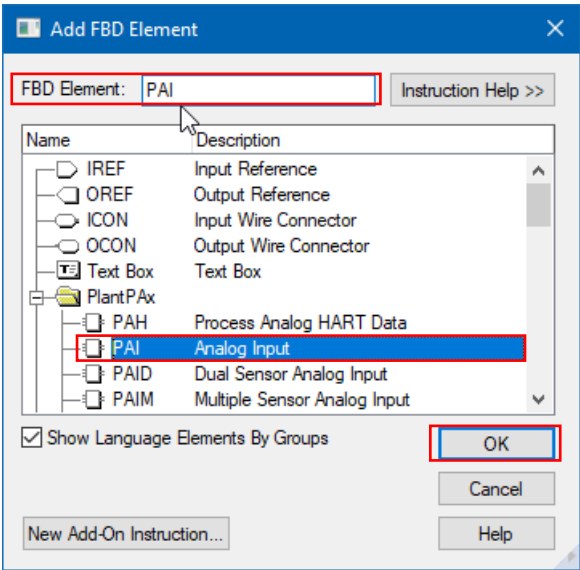 Add FBD Element
FBD Element: PAI Instruction Help >>
Name Description
IREF Input Reference
OREF Output Reference
ICON Input Wire Connector
OCON Output Wire Connector
Text Box Text Box
PlantPAx
PAH Process Analog HART Data
PAI Analog Input
PAID Dual Sensor Analog Input
PAIM Multiple Sensor Analog Input
Show Language Elements By Groups OK
Cancel
New Add-On Instruction... Help